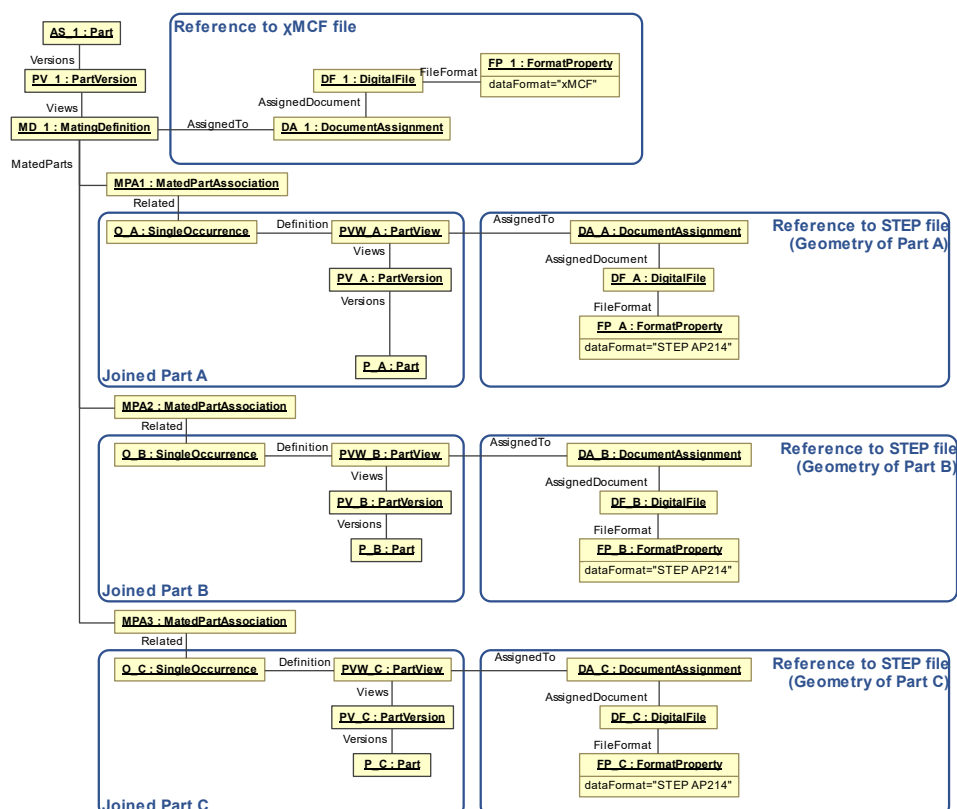 Reference to χMCF file
AS_1 : Part
Versions
PV_1 : PartVersion
Views
MD_1 : MatingDefinition
AssignedTo
DA_1 : DocumentAssignment
AssignedDocument
DF_1 : DigitalFile
FileFormat
FP_1 : FormatProperty
dataFormat="xMCF"
MatedParts
MPA1 : MatedPartAssociation
Related
O_A : SingleOccurrence
Definition
PVW_A : PartView
Views
PV_A : PartVersion
Versions
P_A : Part
Joined Part A
AssignedTo
DA_A : DocumentAssignment
AssignedDocument
DF_A : DigitalFile
FileFormat
FP_A : FormatProperty
dataFormat="STEP AP214"
Reference to STEP file
(Geometry of Part A)
MPA2 : MatedPartAssociation
Related
O_B : SingleOccurrence
Definition
PVW_B : PartView
Views
PV_B : PartVersion
Versions
P_B : Part
Joined Part B
AssignedTo
DA_B : DocumentAssignment
AssignedDocument
DF_B : DigitalFile
FileFormat
FP_B : FormatProperty
dataFormat="STEP AP214"
Reference to STEP file
(Geometry of Part B)
MPA3 : MatedPartAssociation
Related
O_C : SingleOccurrence
Definition
PVW_C : PartView
Views
PV_C : PartVersion
Versions
P_C : Part
Joined Part C
AssignedTo
DA_C : DocumentAssignment
AssignedDocument
DF_C : DigitalFile
FileFormat
FP_C : FormatProperty
dataFormat="STEP AP214"
Reference to STEP file
(Geometry of Part C)